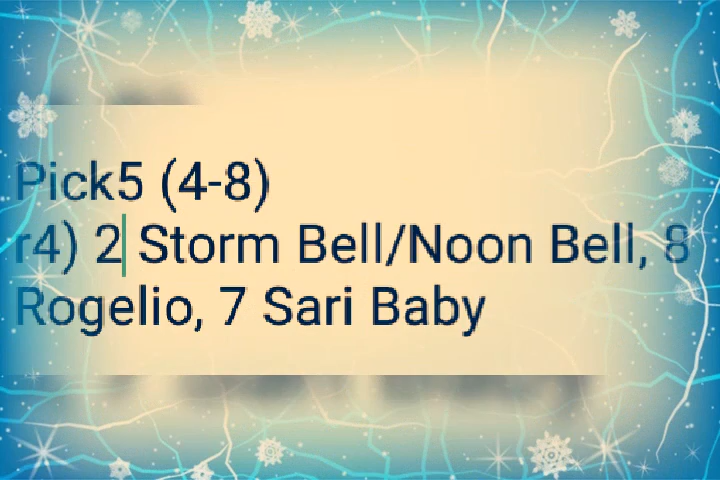 Pick5 (4-8)
r4) 2 Storm Bell/Noon Bell, 8
Rogelio, 7 Sari Baby